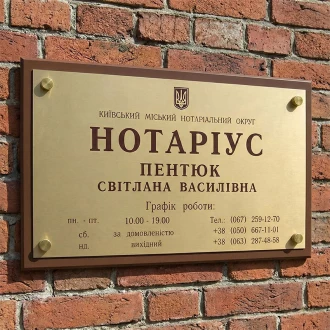 КИЇВСЬКИЙ МІСЬКИЙ НОТАРІАЛЬНИЙ ОКРУГ
НОТАРІУС
ПЕНТЮК
СВІТЛАНА ВАСИЛІВНА
Графік роботи:
пн. - пт. 10.00 - 19.00 Тел.: (067) 259-12-70
сб. за домовленістю +38 (050) 667-11-01
нд. вихідний +38 (063) 287-48-58